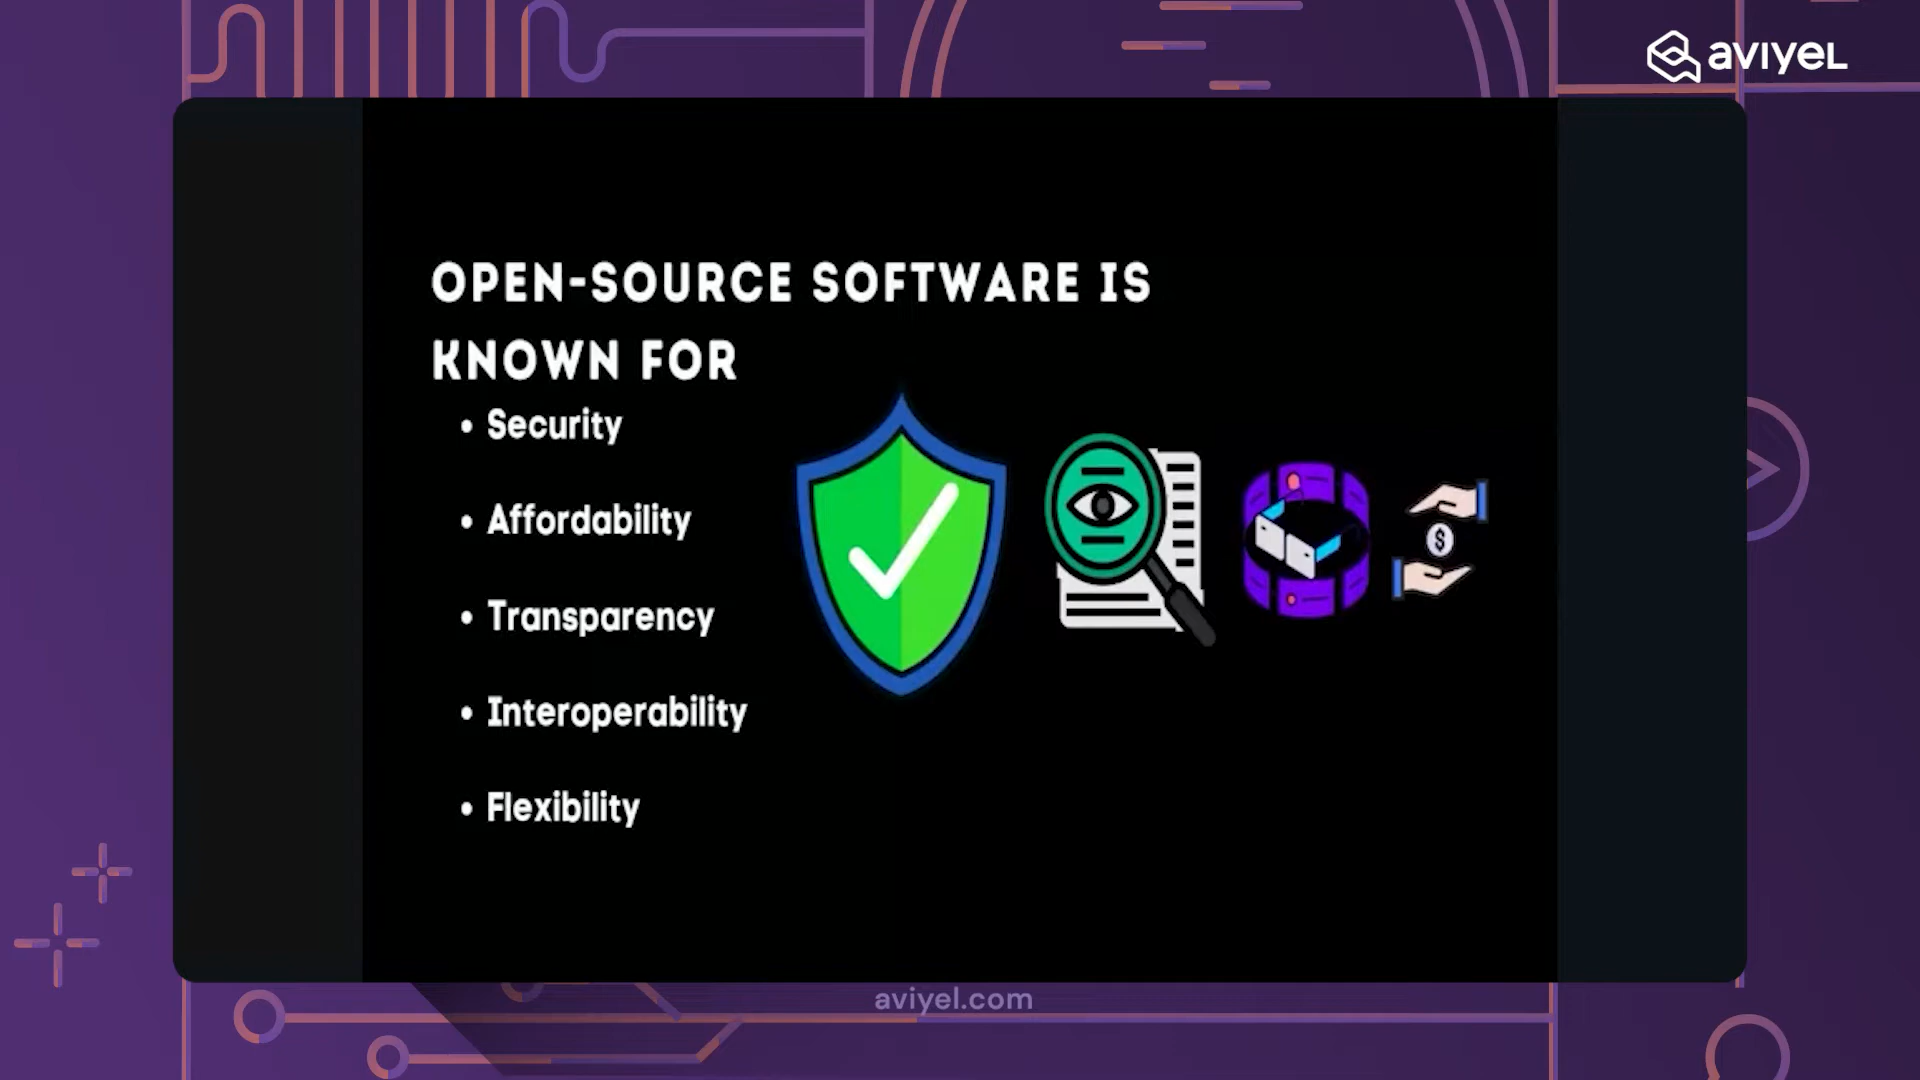 AVIYEL
OPEN-SOURCE SOFTWARE IS
KNOWN FOR
• Security
• Affordability
• Transparency
• Interoperability
• Flexibility
$
aviyel.com